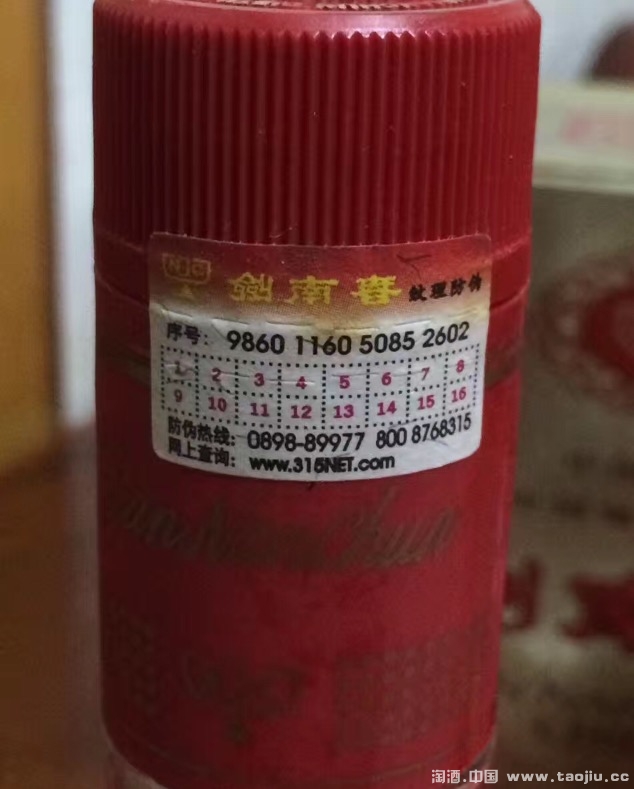 剑南春 纹理防伪
序号: 9860 1160 5085 2602
1 2 3 4 5 6 7 8
9 10 11 12 13 14 15 16
防伪热线: 0898-89977 800 8768315
网上查询: www.315NET.com
淘酒.中国 www.taojiu.cc